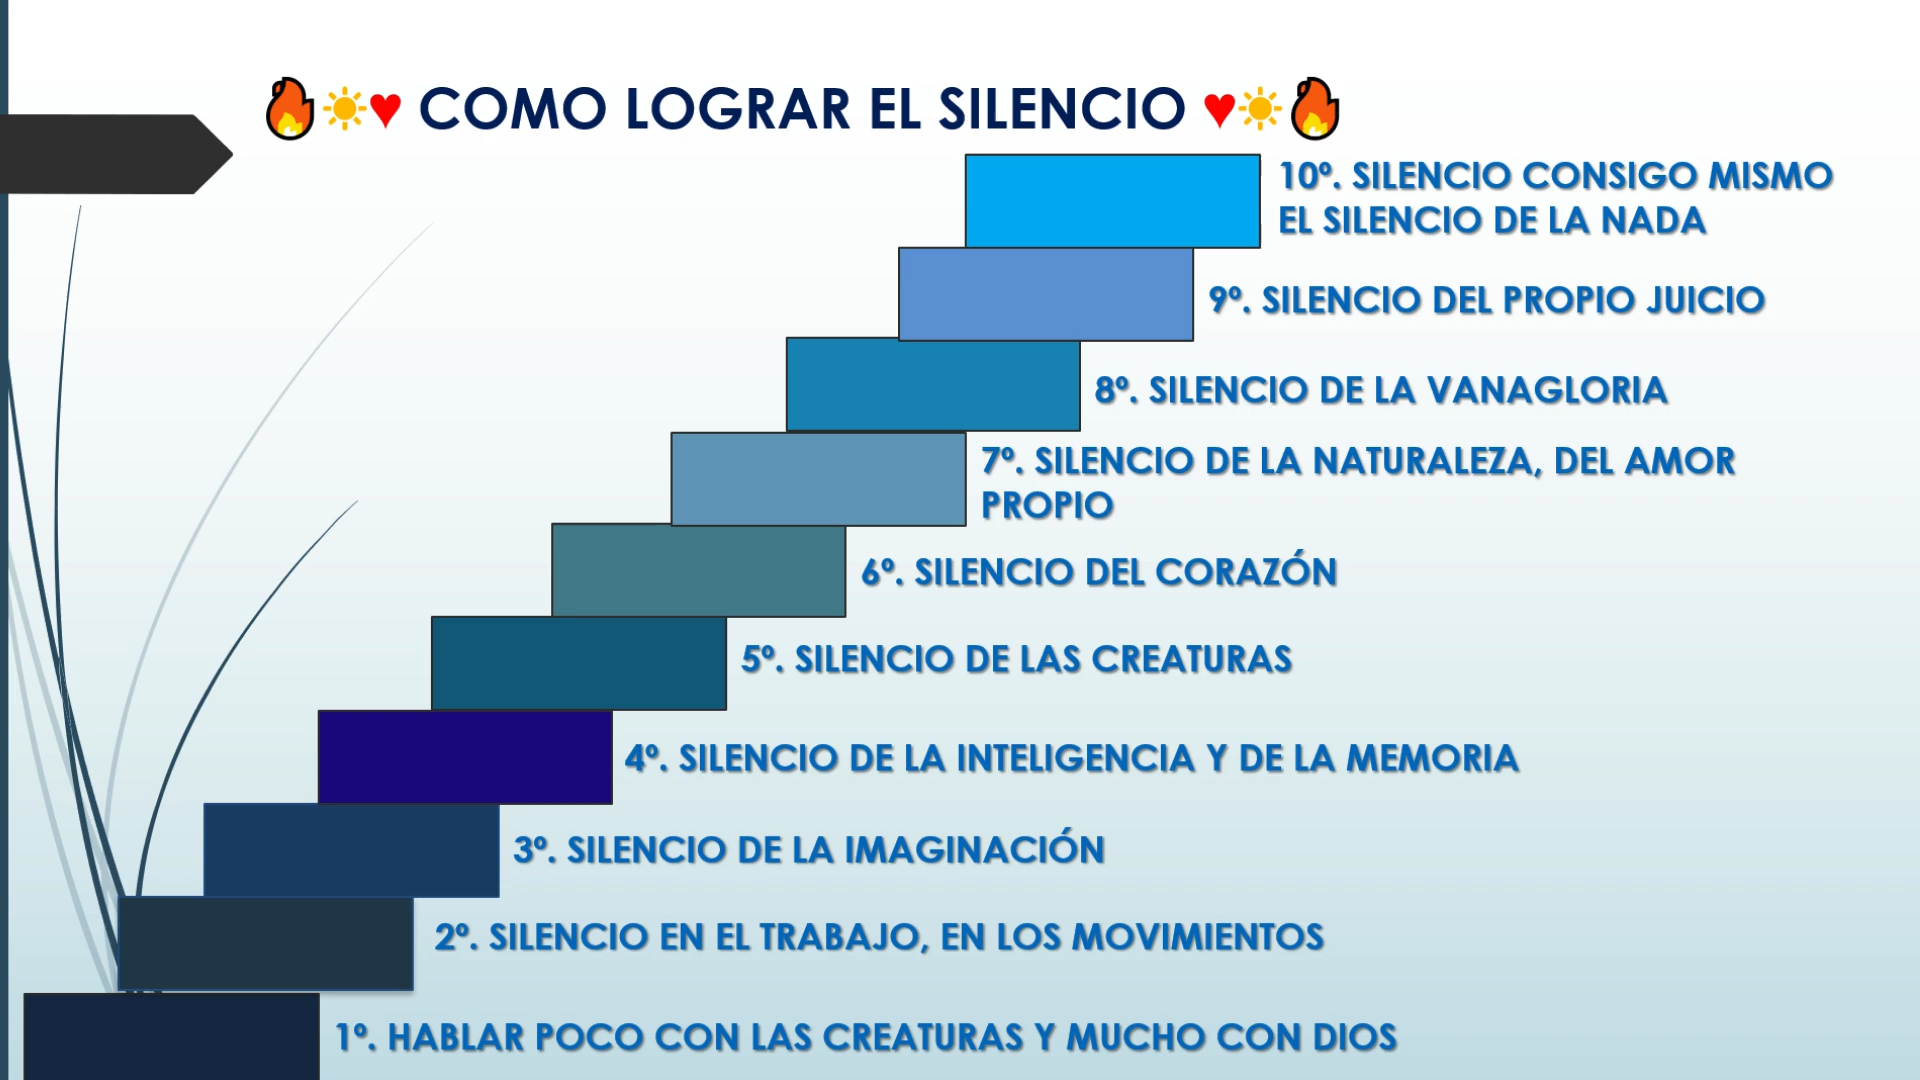 COMO LOGRAR EL SILENCIO
10º. SILENCIO CONSIGO MISMO
EL SILENCIO DE LA NADA
9º. SILENCIO DEL PROPIO JUICIO
8º. SILENCIO DE LA VANAGLORIA
7º. SILENCIO DE LA NATURALEZA, DEL AMOR
PROPIO
6º. SILENCIO DEL CORAZÓN
5º. SILENCIO DE LAS CREATURAS
4º. SILENCIO DE LA INTELIGENCIA Y DE LA MEMORIA
3º. SILENCIO DE LA IMAGINACIÓN
2º. SILENCIO EN EL TRABAJO, EN LOS MOVIMIENTOS
1º. HABLAR POCO CON LAS CREATURAS Y MUCHO CON DIOS